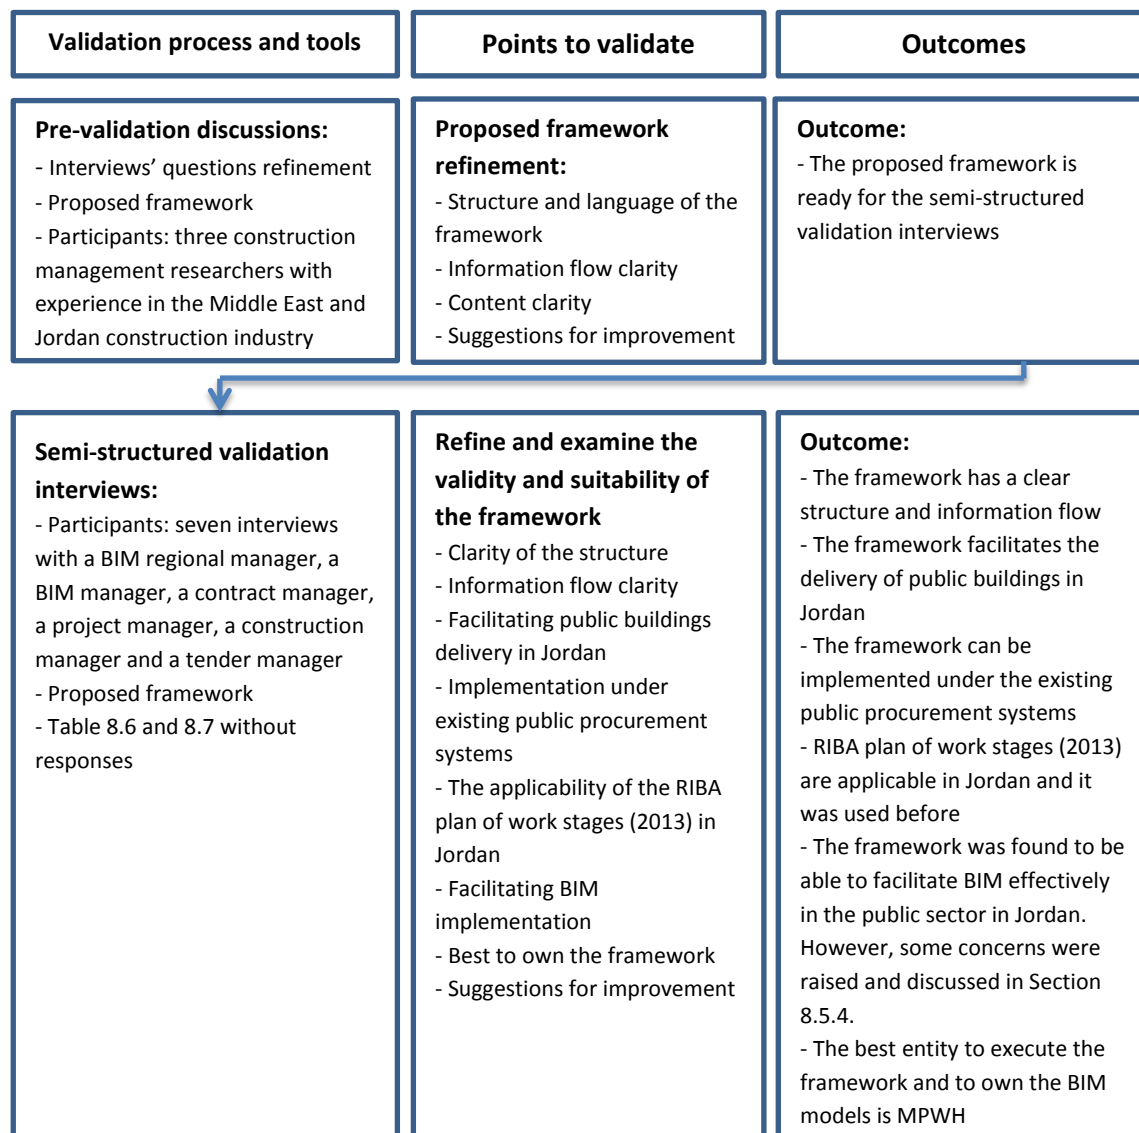 Validation process and tools
Points to validate
Outcomes
Pre-validation discussions:
- Interviews’ questions refinement
- Proposed framework
- Participants: three construction
management researchers with
experience in the Middle East and
Jordan construction industry
Proposed framework
refinement:
- Structure and language of the
framework
- Information flow clarity
- Content clarity
- Suggestions for improvement
Outcome:
- The proposed framework is
ready for the semi-structured
validation interviews
Semi-structured validation
interviews:
- Participants: seven interviews
with a BIM regional manager, a
BIM manager, a contract manager,
a project manager, a construction
manager and a tender manager
- Proposed framework
- Table 8.6 and 8.7 without
responses
Refine and examine the
validity and suitability of
the framework
- Clarity of the structure
- Information flow clarity
- Facilitating public buildings
delivery in Jordan
- Implementation under
existing public procurement
systems
- The applicability of the RIBA
plan of work stages (2013) in
Jordan
- Facilitating BIM
implementation
- Best to own the framework
- Suggestions for improvement
Outcome:
- The framework has a clear
structure and information flow
- The framework facilitates the
delivery of public buildings in
Jordan
- The framework can be
implemented under the existing
public procurement systems
- RIBA plan of work stages (2013)
are applicable in Jordan and it
was used before
- The framework was found to be
able to facilitate BIM effectively
in the public sector in Jordan.
However, some concerns were
raised and discussed in Section
8.5.4.
- The best entity to execute the
framework and to own the BIM
models is MPWH